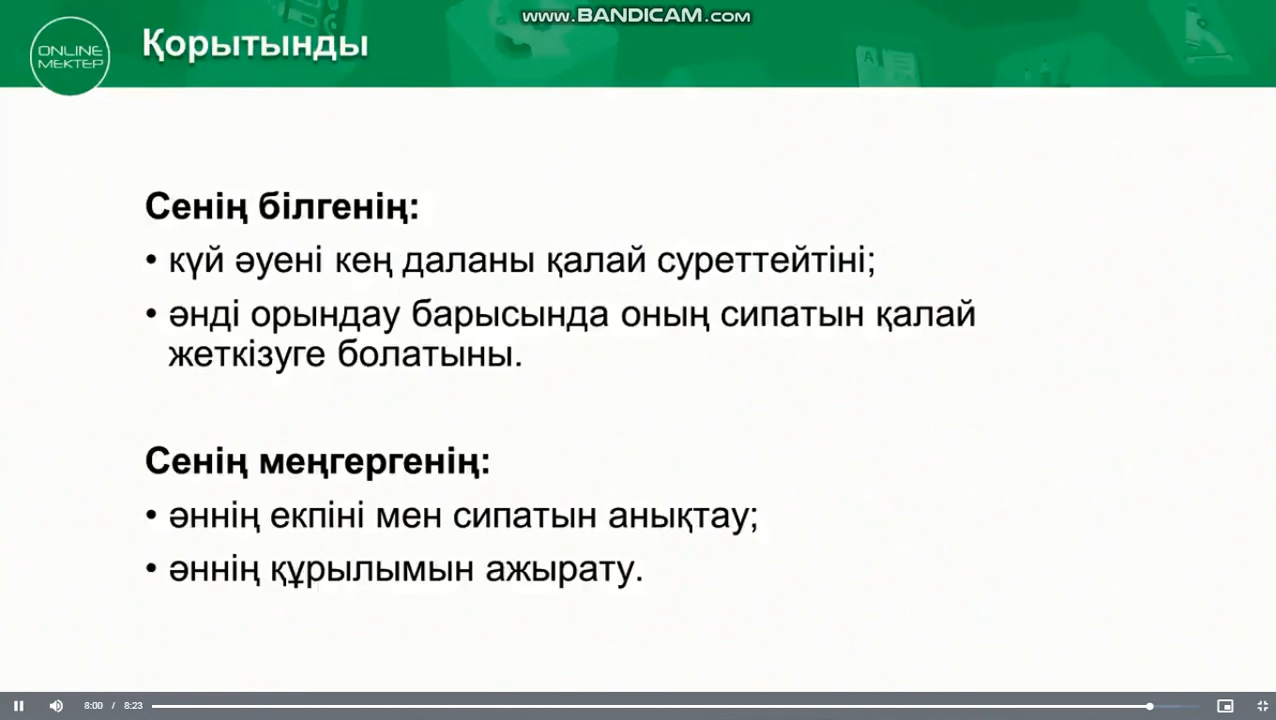 www.BANDICAM.com
ONLINE
МЕКТЕР
Қорытынды
Сенің білгенің:
• күй әуені кең даланы қалай суреттейтіні;
• әнді орындау барысында оның сипатын қалай
жеткізуге болатыны.
Сенің меңгергенің:
• әннің екпіні мен сипатын анықтау;
• әннің құрылымын ажырату.
8:00 / 8:23